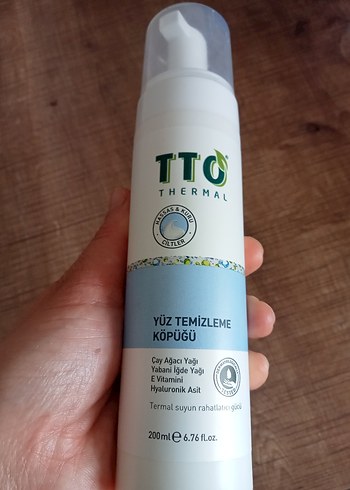 TTO
THERMAL
HASSAS & KURU
CİLTLER
YÜZ TEMİZLEME
KÖPÜĞÜ
Çay Ağacı Yağı
Yabani İğde Yağı
E Vitamini
Hyaluronik Asit
Termal suyun rahatlatıcı gücü
200ml e 6.76 fl.oz.